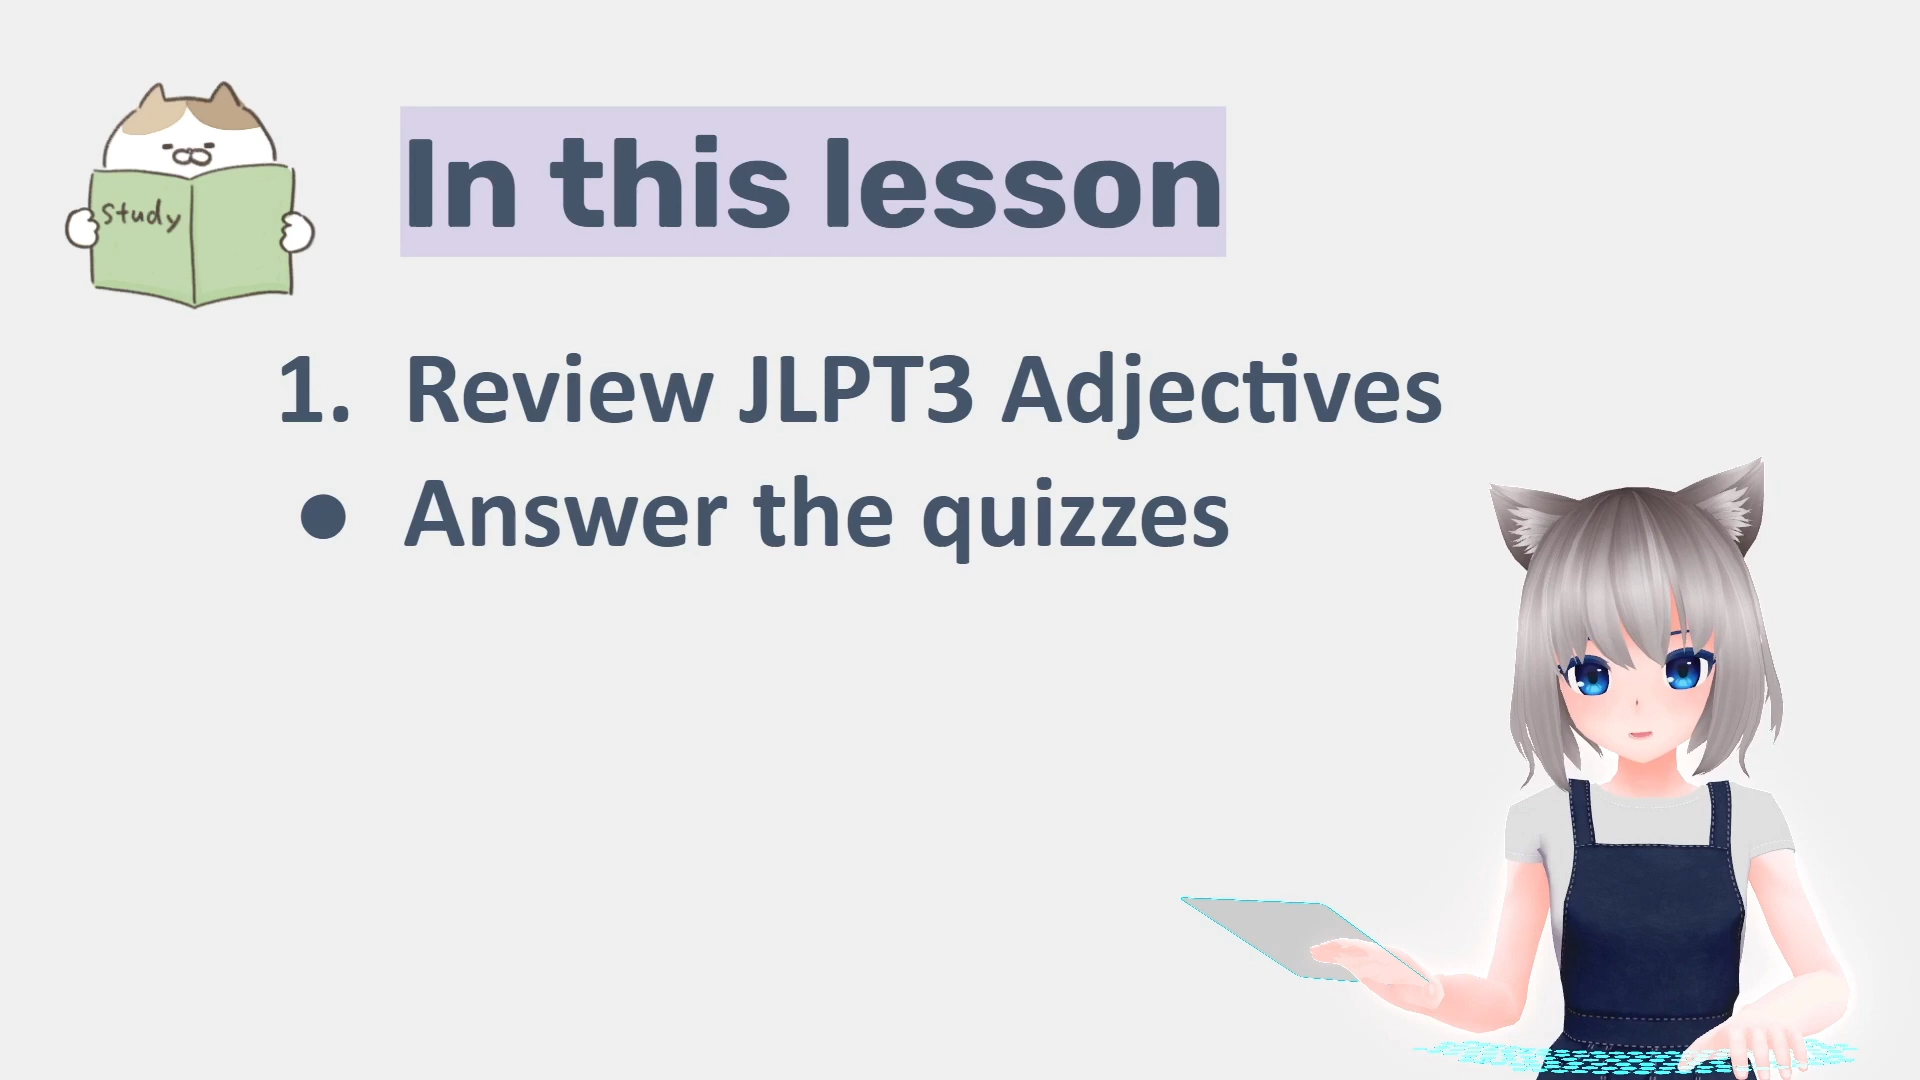 Study
In this lesson
1. Review JLPT3 Adjectives
● Answer the quizzes